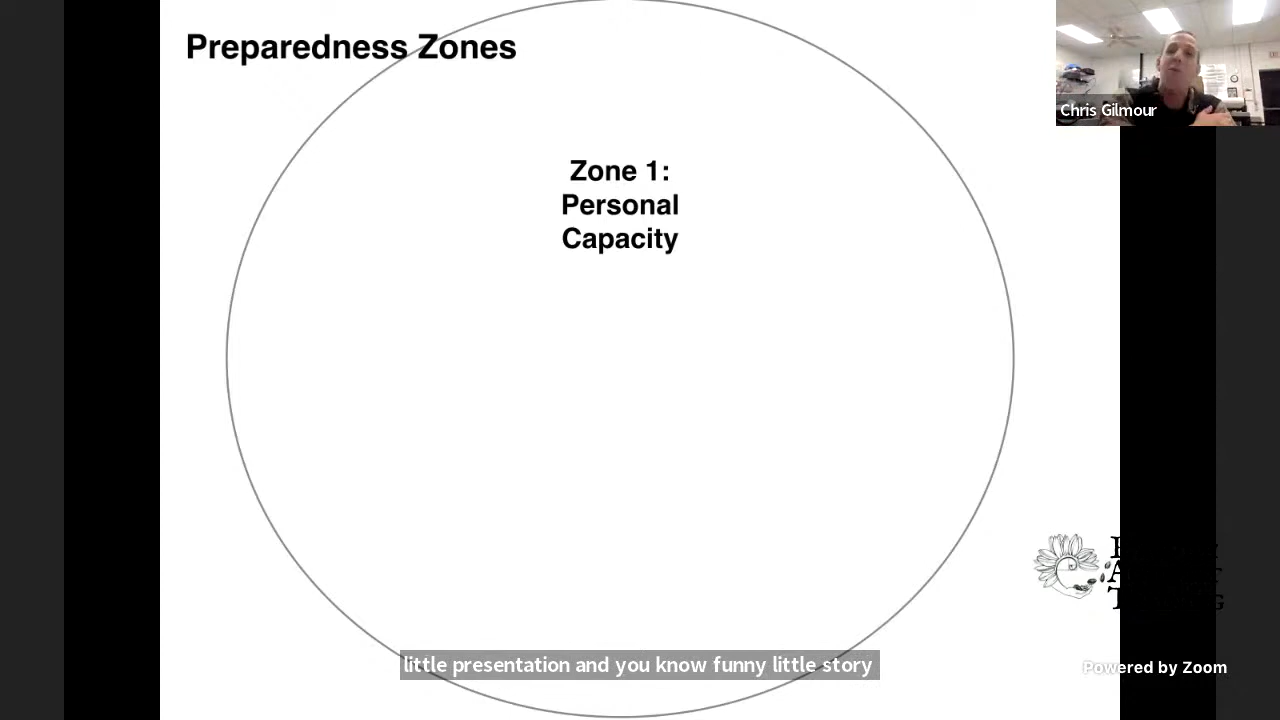 Preparedness Zones
Chris Gilmour
Zone 1:
Personal
Capacity
little presentation and you know funny little story
Powered by Zoom